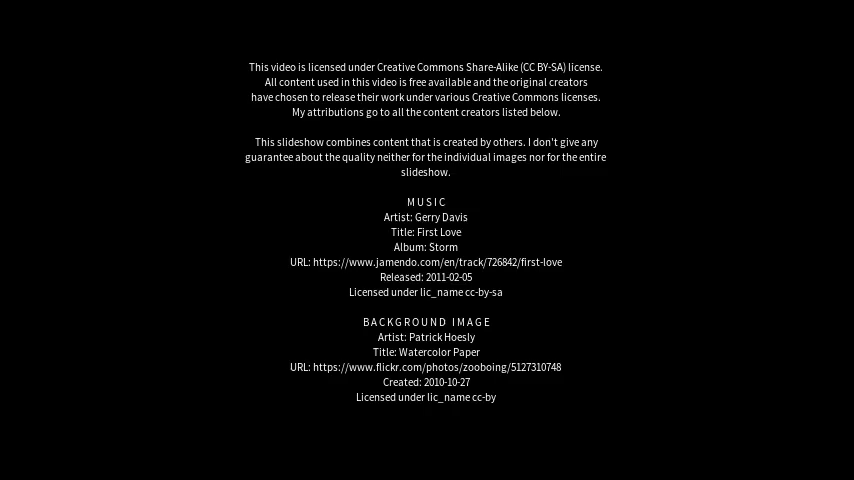 This video is licensed under Creative Commons Share-Alike (CC BY-SA) license.
All content used in this video is free available and the original creators
have chosen to release their work under various Creative Commons licenses.
My attributions go to all the content creators listed below.
This slideshow combines content that is created by others. I don't give any
guarantee about the quality neither for the individual images nor for the entire
slideshow.
MUSIC
Artist: Gerry Davis
Title: First Love
Album: Storm
URL: https://www.jamendo.com/en/track/726842/first-love
Released: 2011-02-05
Licensed under lic_name cc-by-sa
BACKGROUND IMAGE
Artist: Patrick Hoesly
Title: Watercolor Paper
URL: https://www.flickr.com/photos/zooboing/5127310748
Created: 2010-10-27
Licensed under lic_name cc-by